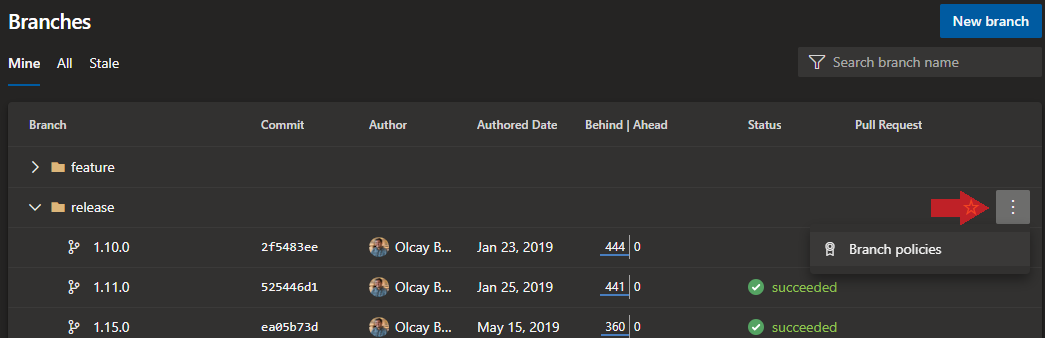 Branches
New branch
Mine All Stale
Search branch name
Branch Commit Author Authored Date Behind | Ahead Status Pull Request
feature
release
1.10.0 2f5483ee Olcay B... Jan 23, 2019 444 0
Branch policies
1.11.0 525446d1 Olcay B... Jan 25, 2019 441 0 succeeded
1.15.0 ea05b73d Olcay B... May 15, 2019 360 0 succeeded